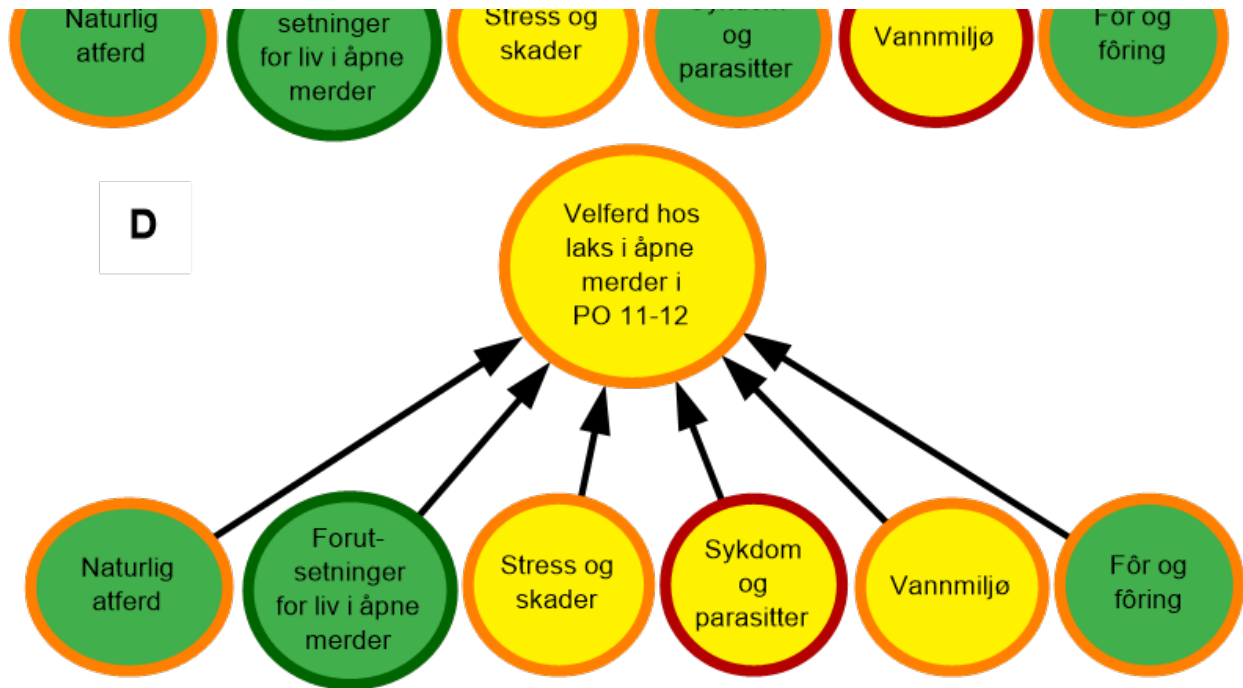 Naturlig
atferd
setninger
for liv i åpne
merder
Stress og
skader
Sykdom
og
parasitter
Vannmiljø
Fôr og
fôring
D
Velferd hos
laks i åpne
merder i
PO 11-12
Naturlig
atferd
Forut-
setninger
for liv i åpne
merder
Stress og
skader
Sykdom
og
parasitter
Vannmiljø
Fôr og
fôring